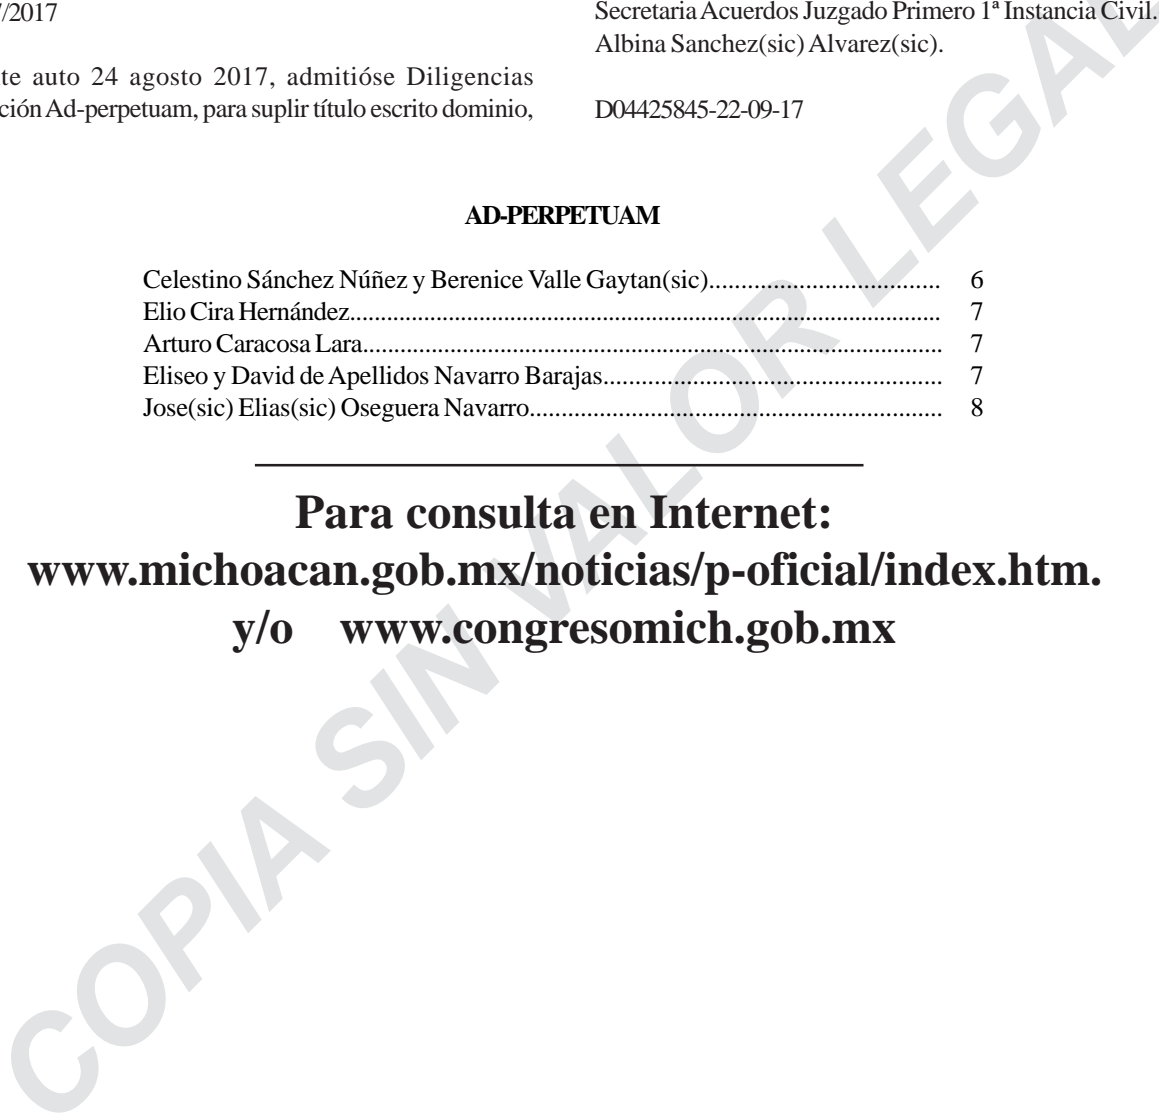 /2017
te auto 24 agosto 2017, admitióse Diligencias
ción Ad-perpetuam, para suplir título escrito dominio,
Secretaria Acuerdos Juzgado Primero 1ª Instancia Civil.
Albina Sanchez(sic) Alvarez(sic).
D04425845-22-09-17
AD-PERPETUAM
Celestino Sánchez Núñez y Berenice Valle Gaytan(sic).................................. 6
Elio Cira Hernández........................................................................................ 7
Arturo Caracosa Lara...................................................................................... 7
Eliseo y David de Apellidos Navarro Barajas.................................................. 7
Jose(sic) Elias(sic) Oseguera Navarro............................................................. 8
Para consulta en Internet:
www.michoacan.gob.mx/noticias/p-oficial/index.htm.
y/o www.congresomich.gob.mx
COPIA SIN VALOR LEGAL